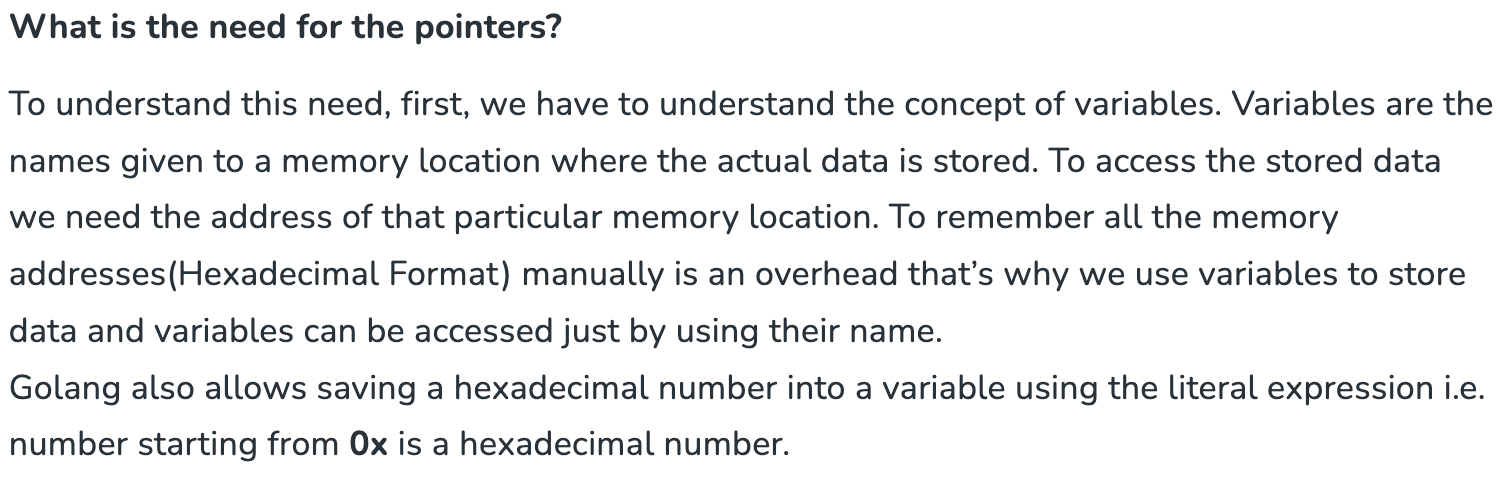 What is the need for the pointers?
To understand this need, first, we have to understand the concept of variables. Variables are the
names given to a memory location where the actual data is stored. To access the stored data
we need the address of that particular memory location. To remember all the memory
addresses(Hexadecimal Format) manually is an overhead that’s why we use variables to store
data and variables can be accessed just by using their name.
Golang also allows saving a hexadecimal number into a variable using the literal expression i.e.
number starting from 0x is a hexadecimal number.